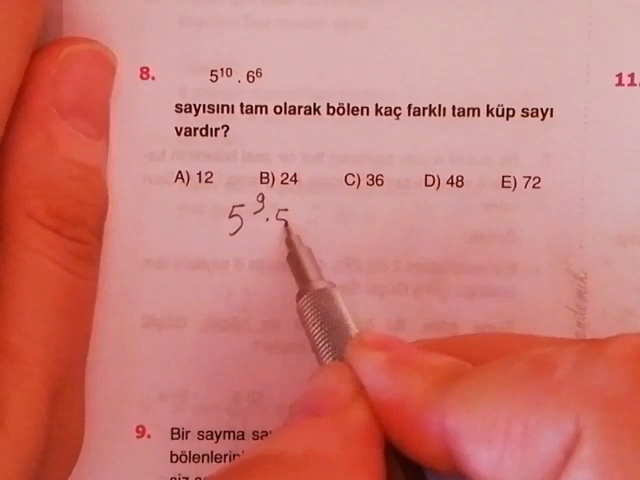 8. 5¹⁰ . 6⁶
sayısını tam olarak bölen kaç farklı tam küp sayı
vardır?
A) 12 B) 24 C) 36 D) 48 E) 72
5⁹ . 5
9. Bir sayma
bölenlerin
11.